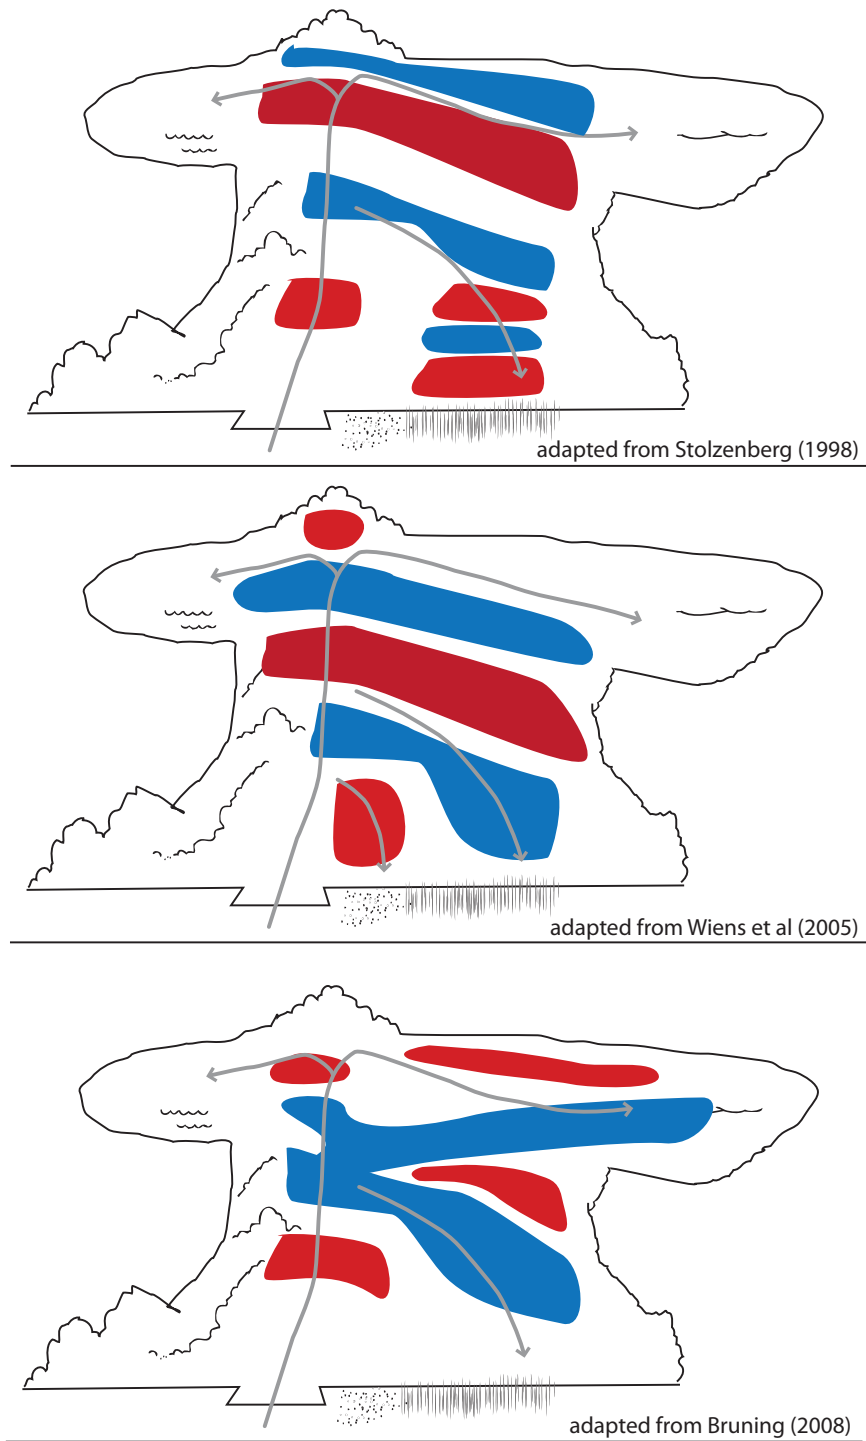 adapted from Stolzenberg (1998)
adapted from Wiens et al (2005)
adapted from Bruning (2008)